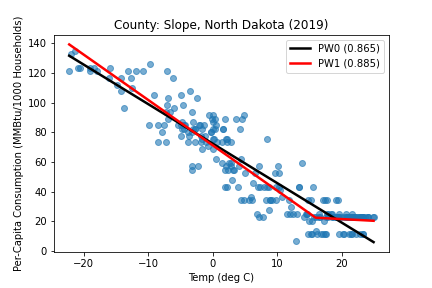 County: Slope, North Dakota (2019)
PW0 (0.865)
PW1 (0.885)
Per-Capita Consumption (MMBtu/1000 Households)
140
120
100
80
60
40
20
0
−20 −10 0 10 20
Temp (deg C)